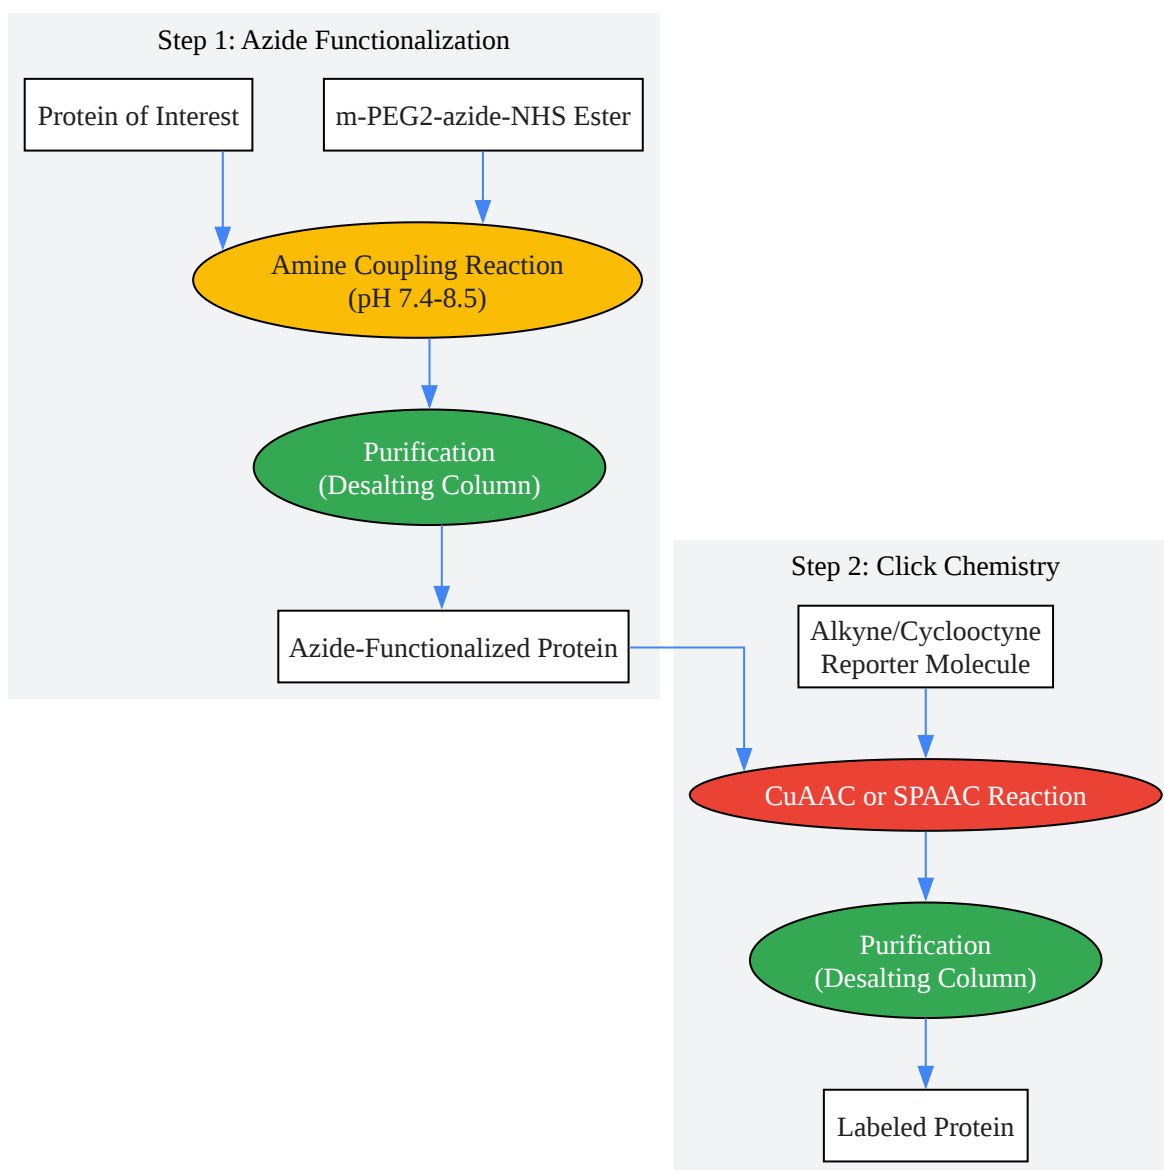 Step 1: Azide Functionalization
Protein of Interest
m-PEG2-azide-NHS Ester
Amine Coupling Reaction
(pH 7.4-8.5)
Purification
(Desalting Column)
Azide-Functionalized Protein
Step 2: Click Chemistry
Alkyne/Cyclooctyne
Reporter Molecule
CuAAC or SPAAC Reaction
Purification
(Desalting Column)
Labeled Protein